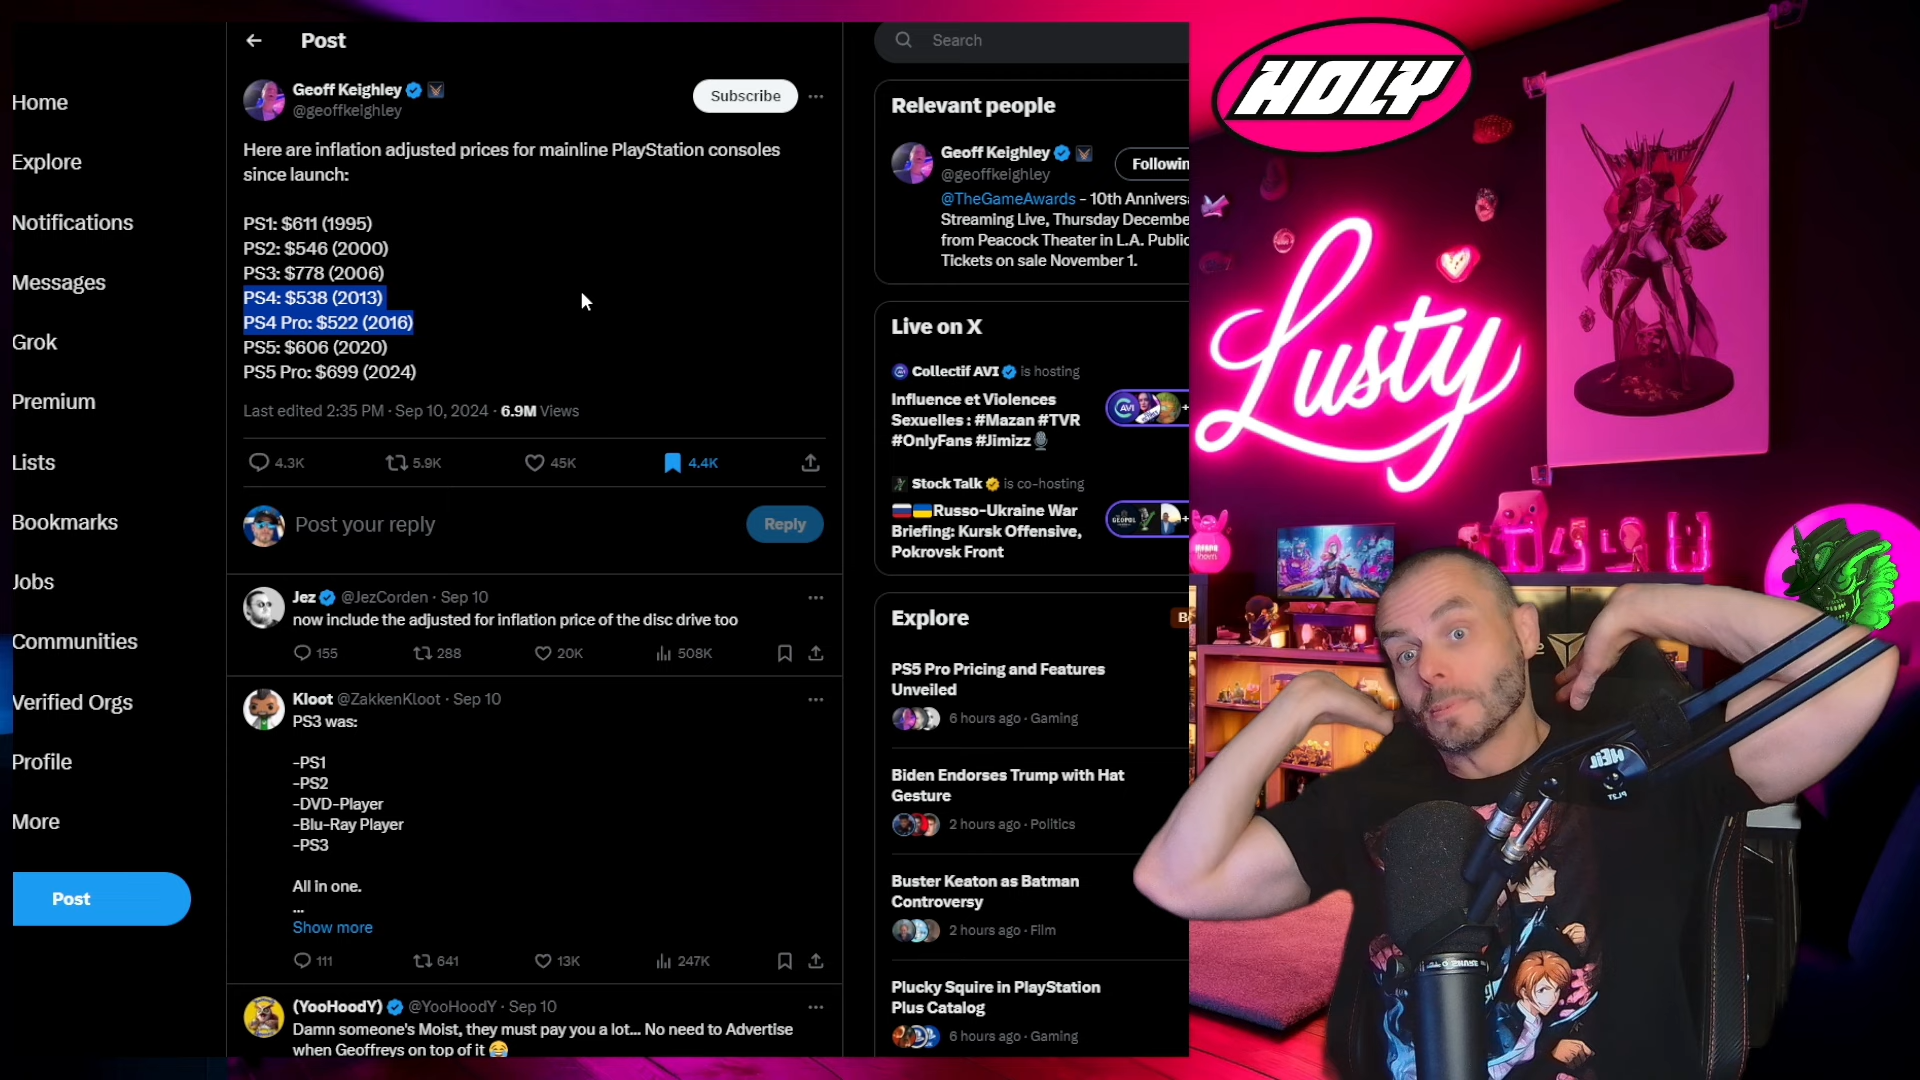 Home
Explore
Notifications
Messages
Grok
Premium
Lists
Bookmarks
Jobs
Communities
Verified Orgs
Profile
More
Post
Post
Geoff Keighley
@geoffkeighley
Subscribe
Here are inflation adjusted prices for mainline PlayStation consoles
since launch:
PS1: $611 (1995)
PS2: $546 (2000)
PS3: $778 (2006)
PS4: $538 (2013)
PS4 Pro: $522 (2016)
PS5: $606 (2020)
PS5 Pro: $699 (2024)
Last edited 2:35 PM · Sep 10, 2024 · 6.9M Views
4.3K 5.9K 45K 4.4K
Post your reply
Reply
Jez @JezCorden · Sep 10
now include the adjusted for inflation price of the disc drive too
155 288 20K 508K
Kloot @ZakkenKloot · Sep 10
PS3 was:
-PS1
-PS2
-DVD-Player
-Blu-Ray Player
-PS3
All in one.
...
Show more
111 641 13K 247K
(YooHoodY) @YooHoodY · Sep 10
Damn someone's Moist, they must pay you a lot... No need to Advertise
when Geoffreys on top of it 😂
Search
Relevant people
Geoff Keighley
@geoffkeighley
Followin
@TheGameAwards - 10th Annivers
Streaming Live, Thursday Decembe
from Peacock Theater in L.A. Public
Tickets on sale November 1.
Live on X
Collectif AVI is hosting
Influence et Violences
Sexuelles : #Mazan #TVR
#OnlyFans #Jimizz🎙️
Stock Talk is co-hosting
🇷🇺🇺🇦Russo-Ukraine War
Briefing: Kursk Offensive,
Pokrovsk Front
Explore
PS5 Pro Pricing and Features
Unveiled
6 hours ago · Gaming
Biden Endorses Trump with Hat
Gesture
2 hours ago · Politics
Buster Keaton as Batman
Controversy
2 hours ago · Film
Plucky Squire in PlayStation
Plus Catalog
6 hours ago · Gaming
HOLY
Lusty